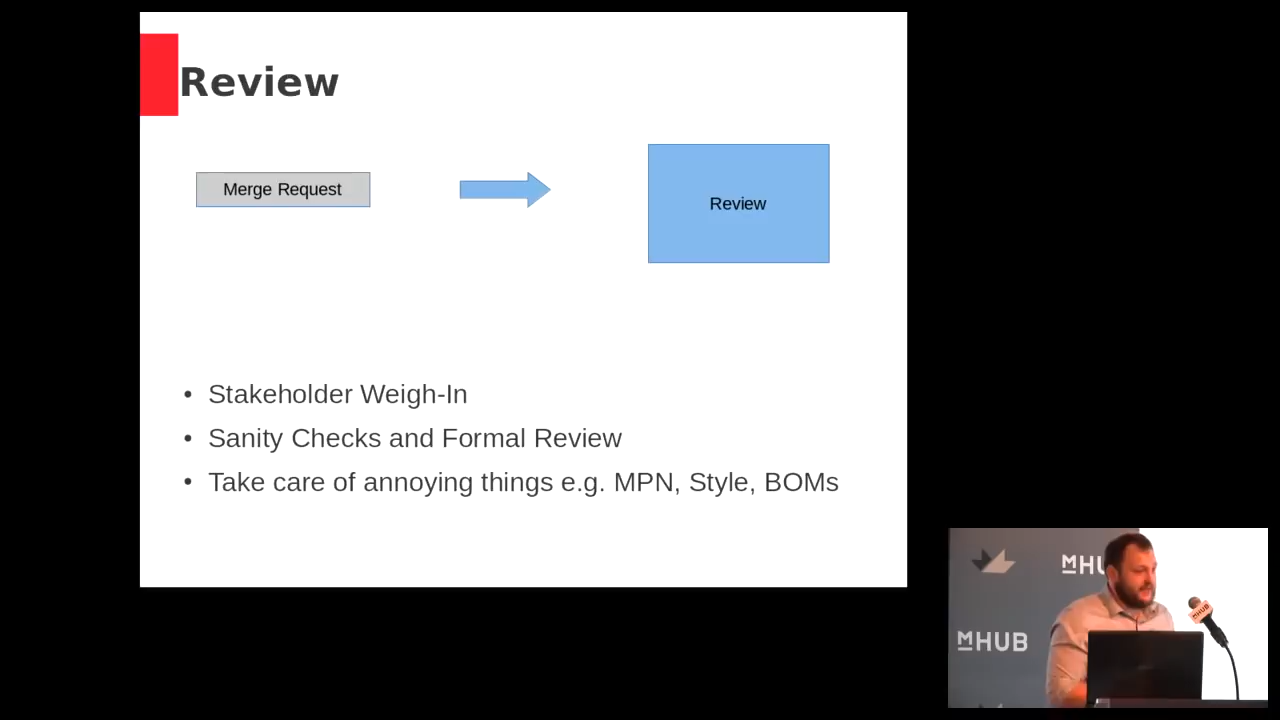 Review
Merge Request
Review
• Stakeholder Weigh-In
• Sanity Checks and Formal Review
• Take care of annoying things e.g. MPN, Style, BOMs
MHU
MHUB
MHUB